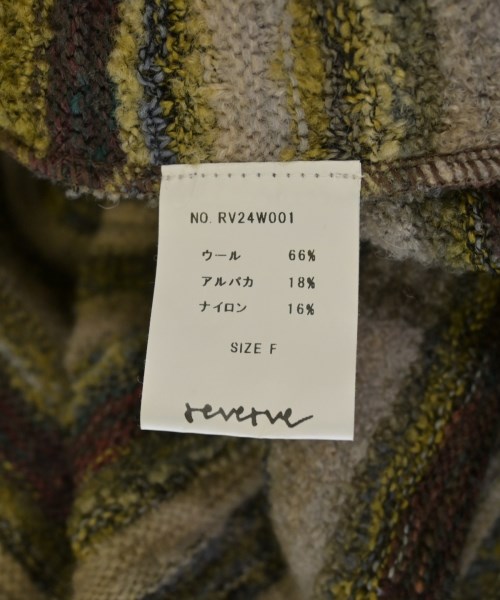 NO. RV24W001
ウール 66%
アルパカ 18%
ナイロン 16%
SIZE F
reverve